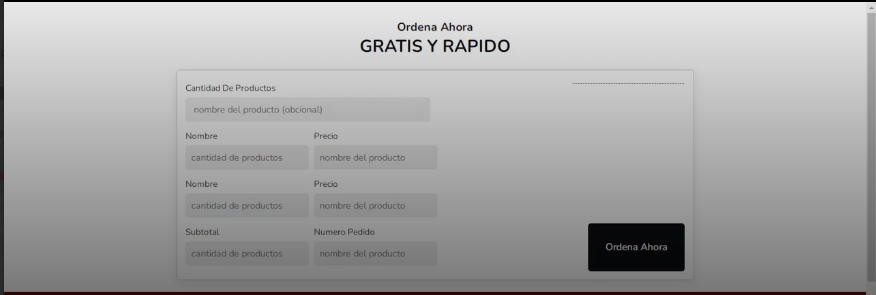 Ordena Ahora
GRATIS Y RAPIDO
Cantidad De Productos
nombre del producto (obcional)
Nombre Precio
cantidad de productos nombre del producto
Nombre Precio
cantidad de productos nombre del producto
Subtotal Numero Pedido
cantidad de productos nombre del producto
Ordena Ahora